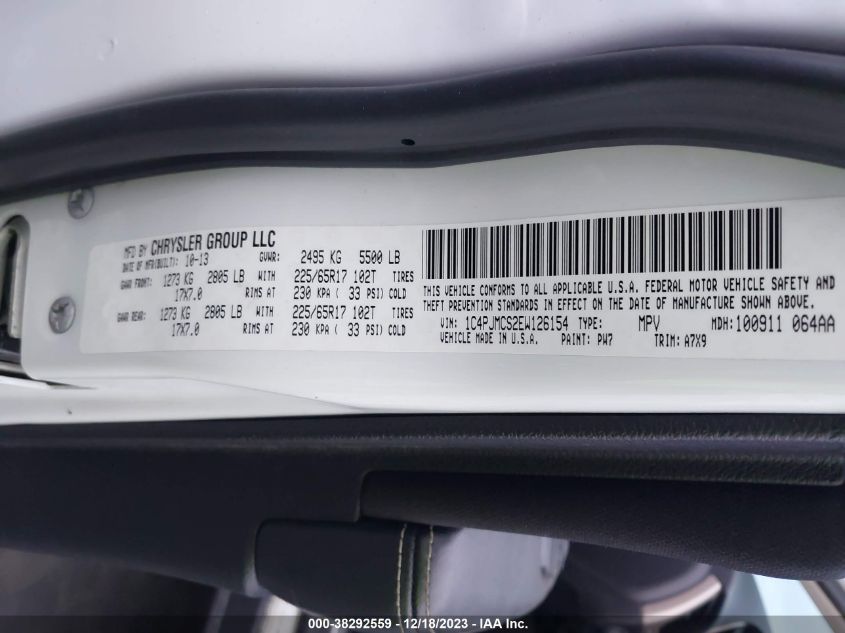 MFD BY CHRYSLER GROUP LLC
DATE OF MFR(BUILT): 10-13 GVWR: 2495 KG 5500 LB
GAWR FRONT: 1273 KG 2805 LB WITH 225/65R17 102T TIRES
17X7.0 RIMS AT 230 KPA ( 33 PSI) COLD
GAWR REAR: 1273 KG 2805 LB WITH 225/65R17 102T TIRES
17X7.0 RIMS AT 230 KPA ( 33 PSI) COLD
THIS VEHICLE CONFORMS TO ALL APPLICABLE U.S.A. FEDERAL MOTOR VEHICLE SAFETY AND
THEFT PREVENTION STANDARDS IN EFFECT ON THE DATE OF MANUFACTURE SHOWN ABOVE.
VIN: 1C4PJMCS2EW126154 TYPE: MPV MDH:100911 064AA
VEHICLE MADE IN U.S.A. PAINT: PW7 TRIM: A7X9
000-38292559 - 12/18/2023 - IAA Inc.